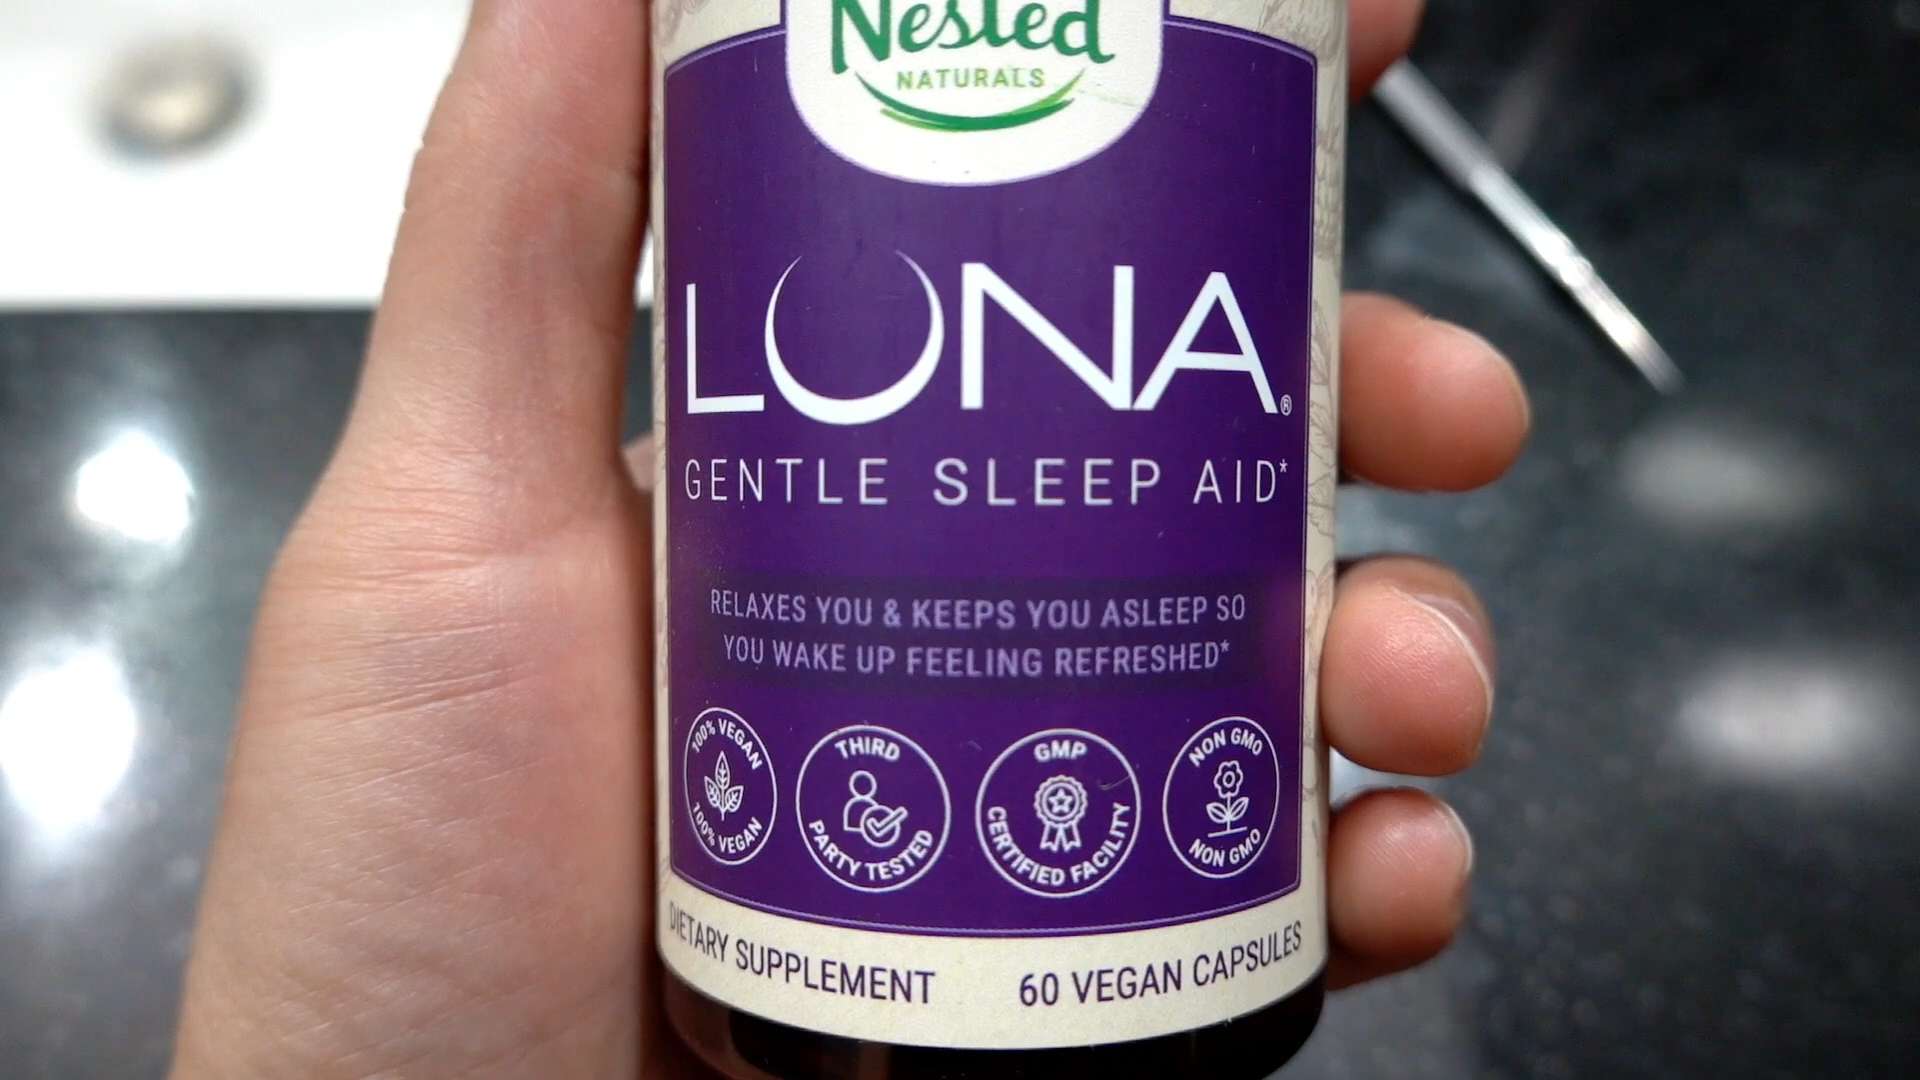 Nested
NATURALS
LUNA®
GENTLE SLEEP AID*
RELAXES YOU & KEEPS YOU ASLEEP SO
YOU WAKE UP FEELING REFRESHED*
100% VEGAN
100% VEGAN
THIRD
PARTY TESTED
GMP
CERTIFIED FACILITY
NON GMO
NON GMO
DIETARY SUPPLEMENT
60 VEGAN CAPSULES